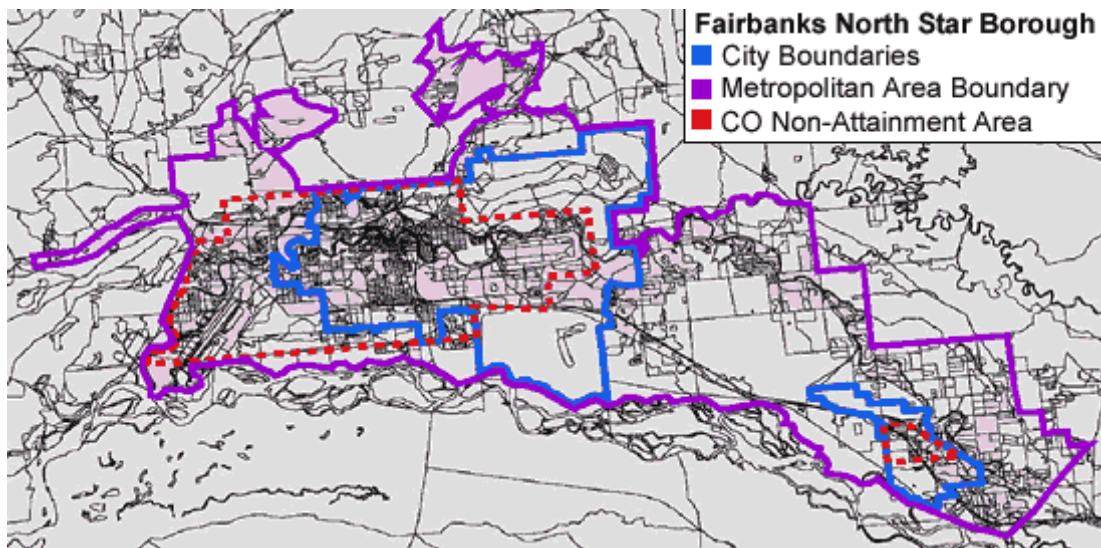 Fairbanks North Star Borough
City Boundaries
Metropolitan Area Boundary
CO Non-Attainment Area